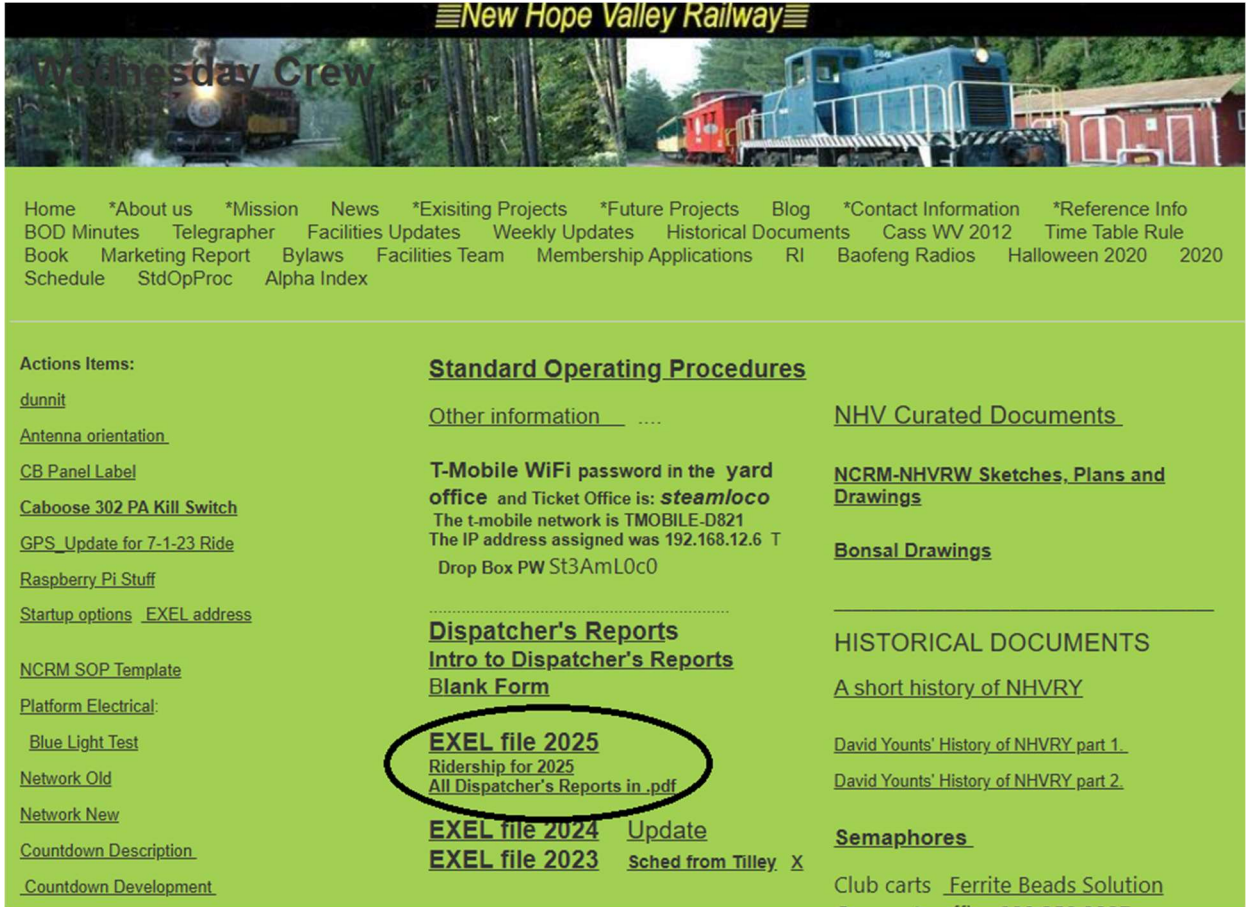 New Hope Valley Railway
Wednesday Crew
Home *About us *Mission News *Exisiting Projects *Future Projects Blog *Contact Information *Reference Info
BOD Minutes Telegrapher Facilities Updates Weekly Updates Historical Documents Cass WV 2012 Time Table Rule
Book Marketing Report Bylaws Facilities Team Membership Applications RI Baofeng Radios Halloween 2020 2020
Schedule StdOpProc Alpha Index
Actions Items:
dunnit
Antenna orientation
CB Panel Label
Caboose 302 PA Kill Switch
GPS_Update for 7-1-23 Ride
Raspberry Pi Stuff
Startup options EXEL address
NCRM SOP Template
Platform Electrical:
Blue Light Test
Network Old
Network New
Countdown Description
Countdown Development
Standard Operating Procedures
Other information ....
T-Mobile WiFi password in the yard
office and Ticket Office is: steamloco
The t-mobile network is TMOBILE-D821
The IP address assigned was 192.168.12.6 T
Drop Box PW St3AmL0c0
Dispatcher's Reports
Intro to Dispatcher's Reports
Blank Form
EXEL file 2025
Ridership for 2025
All Dispatcher's Reports in .pdf
EXEL file 2024 Update
EXEL file 2023 Sched from Tilley X
NHV Curated Documents
NCRM-NHVRW Sketches, Plans and
Drawings
Bonsal Drawings
HISTORICAL DOCUMENTS
A short history of NHVRY
David Younts' History of NHVRY part 1.
David Younts' History of NHVRY part 2.
Semaphores
Club carts Ferrite Beads Solution